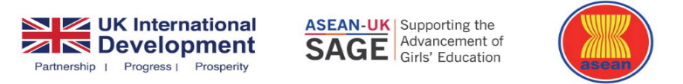 UK International
Development
Partnership | Progress | Prosperity
ASEAN-UK
SAGE
Supporting the
Advancement of
Girls' Education
asean